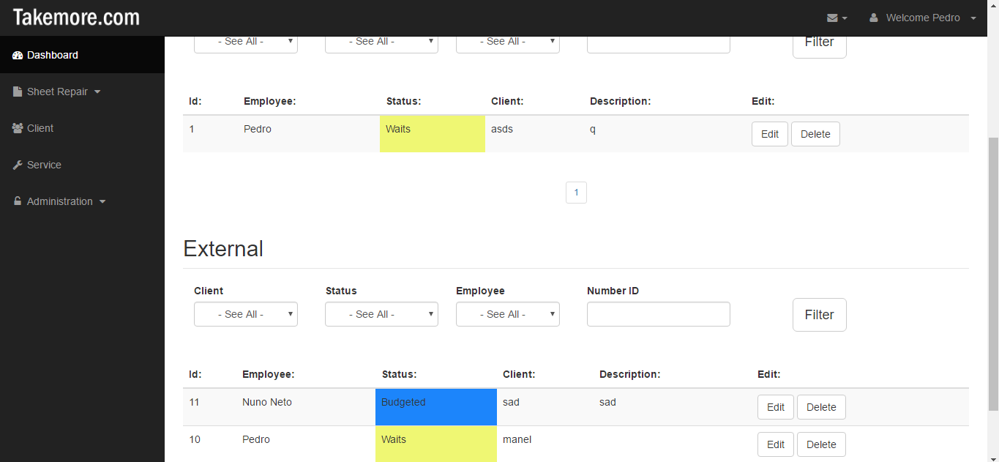 Takemore.com
Welcome Pedro
Dashboard
Sheet Repair
Client
Service
Administration
- See All - - See All - - See All - Filter
Id: Employee: Status: Client: Description: Edit:
1 Pedro Waits asds q Edit Delete
1
External
Client Status Employee Number ID
- See All - - See All - - See All - Filter
Id: Employee: Status: Client: Description: Edit:
11 Nuno Neto Budgeted sad sad Edit Delete
10 Pedro Waits manel Edit Delete